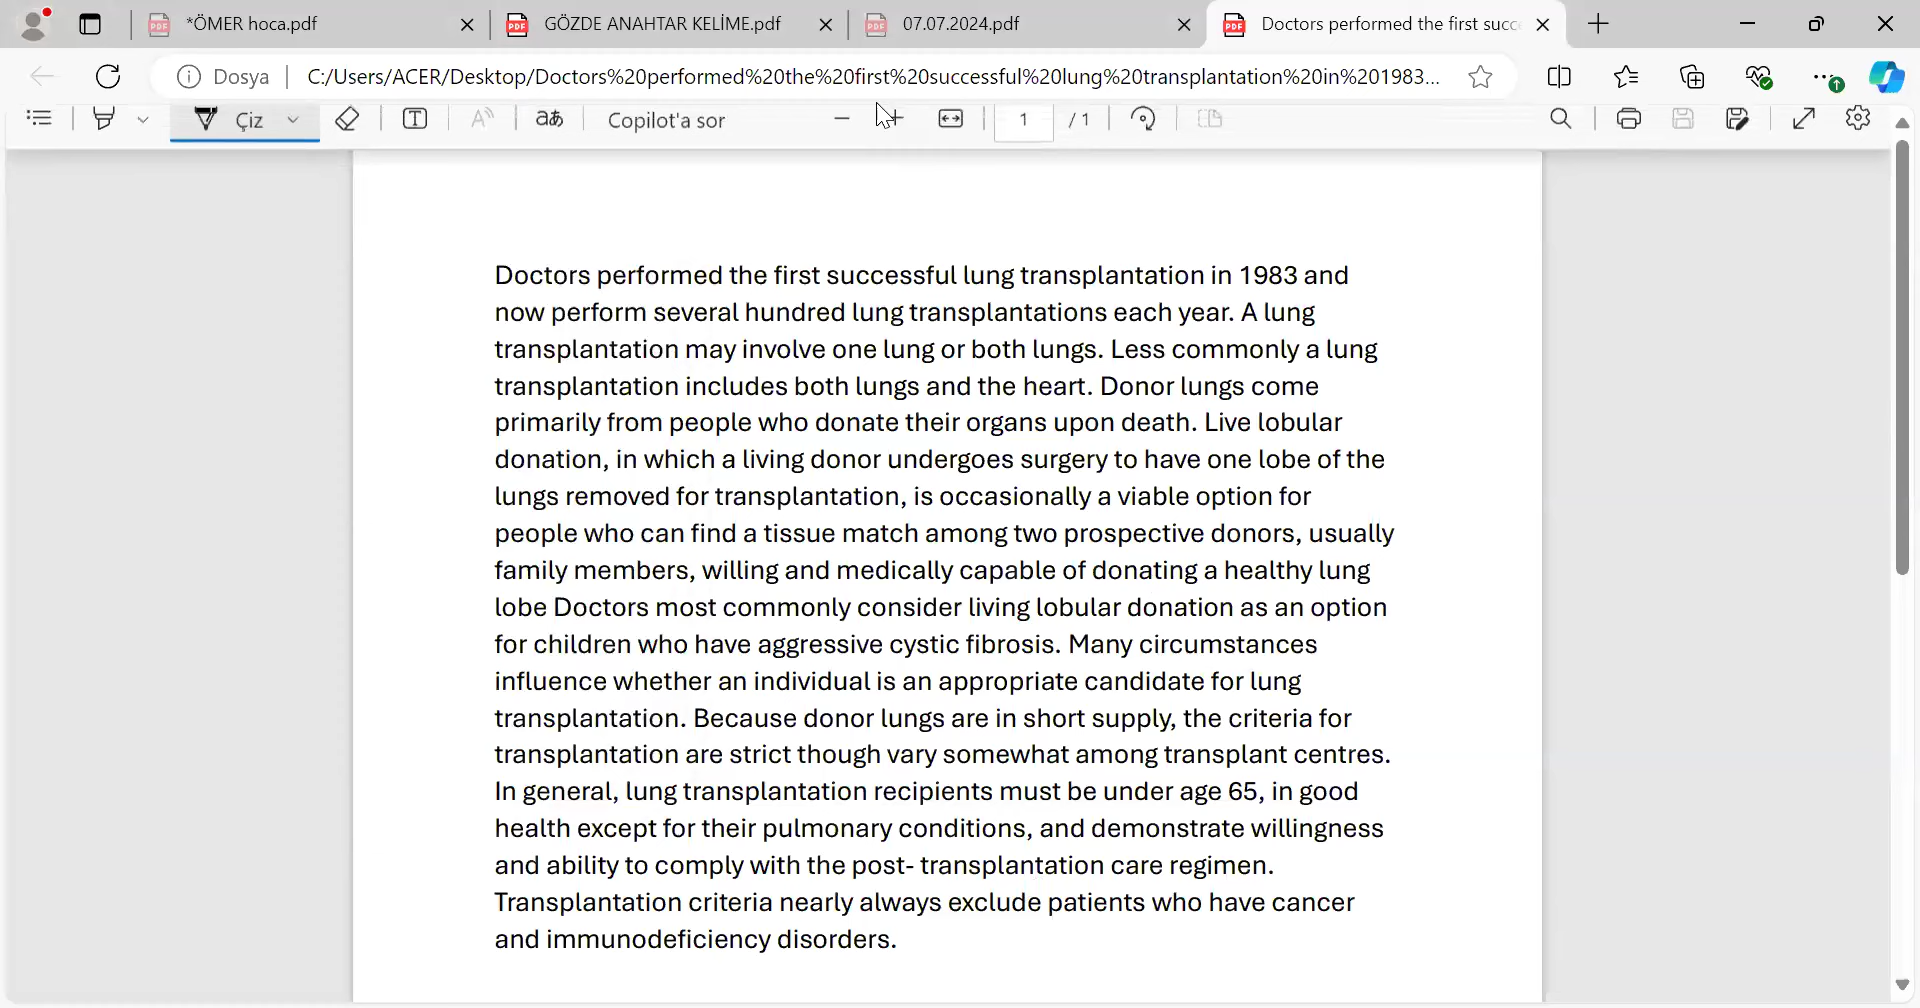 *ÖMER hoca.pdf
GÖZDE ANAHTAR KELİME.pdf
07.07.2024.pdf
Doctors performed the first succ
Dosya
C:/Users/ACER/Desktop/Doctors%20performed%20the%20first%20successful%20lung%20transplantation%20in%201983...
Çiz
T
aあ
Copilot'a sor
1
/ 1
Doctors performed the first successful lung transplantation in 1983 and
now perform several hundred lung transplantations each year. A lung
transplantation may involve one lung or both lungs. Less commonly a lung
transplantation includes both lungs and the heart. Donor lungs come
primarily from people who donate their organs upon death. Live lobular
donation, in which a living donor undergoes surgery to have one lobe of the
lungs removed for transplantation, is occasionally a viable option for
people who can find a tissue match among two prospective donors, usually
family members, willing and medically capable of donating a healthy lung
lobe Doctors most commonly consider living lobular donation as an option
for children who have aggressive cystic fibrosis. Many circumstances
influence whether an individual is an appropriate candidate for lung
transplantation. Because donor lungs are in short supply, the criteria for
transplantation are strict though vary somewhat among transplant centres.
In general, lung transplantation recipients must be under age 65, in good
health except for their pulmonary conditions, and demonstrate willingness
and ability to comply with the post- transplantation care regimen.
Transplantation criteria nearly always exclude patients who have cancer
and immunodeficiency disorders.